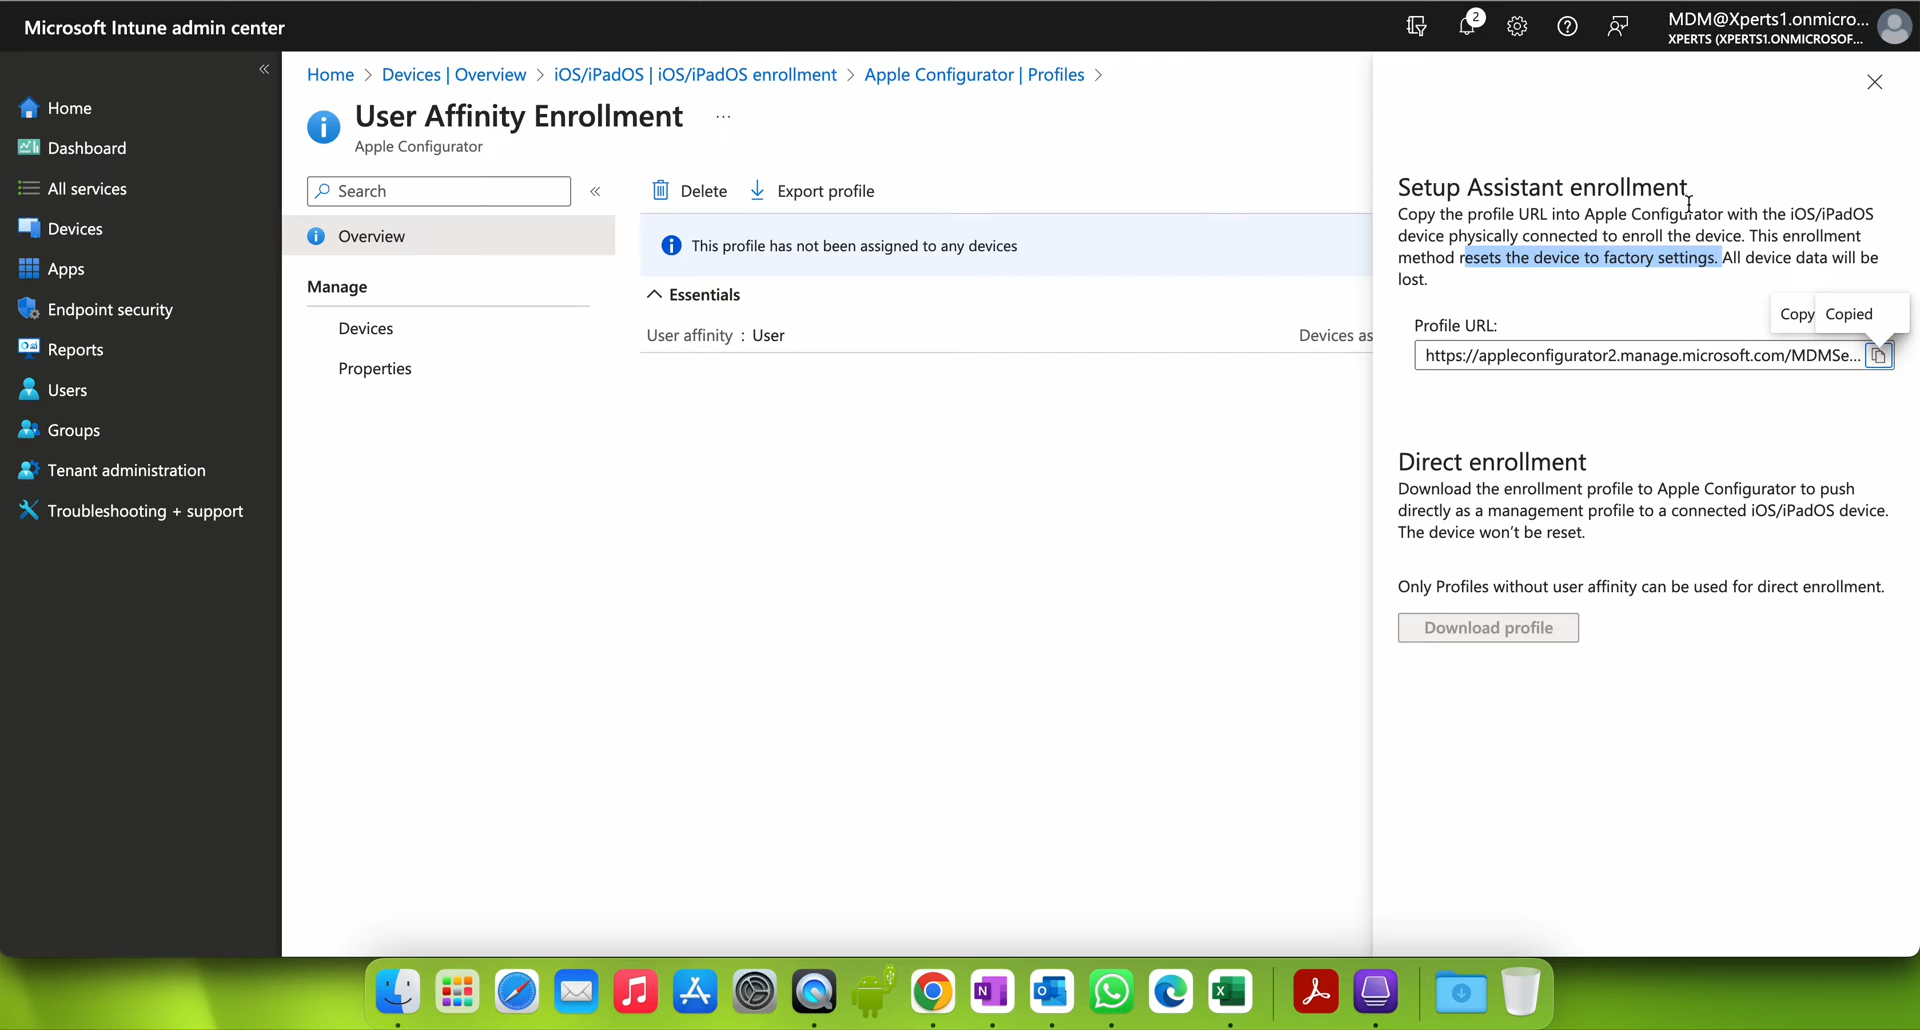 Microsoft Intune admin center
2
MDM@Xperts1.onmicro...
XPERTS (XPERTS1.ONMICROSOF...
Home
Dashboard
All services
Devices
Apps
Endpoint security
Reports
Users
Groups
Tenant administration
Troubleshooting + support
Home > Devices | Overview > iOS/iPadOS | iOS/iPadOS enrollment > Apple Configurator | Profiles >
User Affinity Enrollment ...
Apple Configurator
Search
Overview
Manage
Devices
Properties
Delete
Export profile
This profile has not been assigned to any devices
Essentials
User affinity : User
Devices as
Setup Assistant enrollment
Copy the profile URL into Apple Configurator with the iOS/iPadOS
device physically connected to enroll the device. This enrollment
method resets the device to factory settings. All device data will be
lost.
Copy
Copied
Profile URL:
https://appleconfigurator2.manage.microsoft.com/MDMSe...
Direct enrollment
Download the enrollment profile to Apple Configurator to push
directly as a management profile to a connected iOS/iPadOS device.
The device won't be reset.
Only Profiles without user affinity can be used for direct enrollment.
Download profile